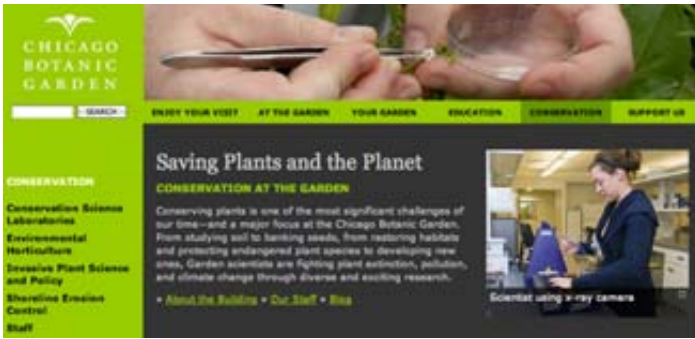 CHICAGO
BOTANIC
GARDEN
SEARCH
ENJOY YOUR VISIT AT THE GARDEN YOUR GARDEN EDUCATION CONSERVATION SUPPORT US
CONSERVATION
Conservation Science
Laboratories
Environmental
Horticulture
Invasive Plant Science
and Policy
Shoreline Erosion
Control
Staff
Saving Plants and the Planet
CONSERVATION AT THE GARDEN
Conserving plants is one of the most significant challenges of
our time—and a major focus at the Chicago Botanic Garden.
From studying soil to banking seeds, from restoring habitats
and protecting endangered plant species to developing new
ones, Garden scientists are fighting plant extinction, pollution,
and climate change through diverse and exciting research.
» About the Building » Our Staff » Blog
Scientist using x-ray camera